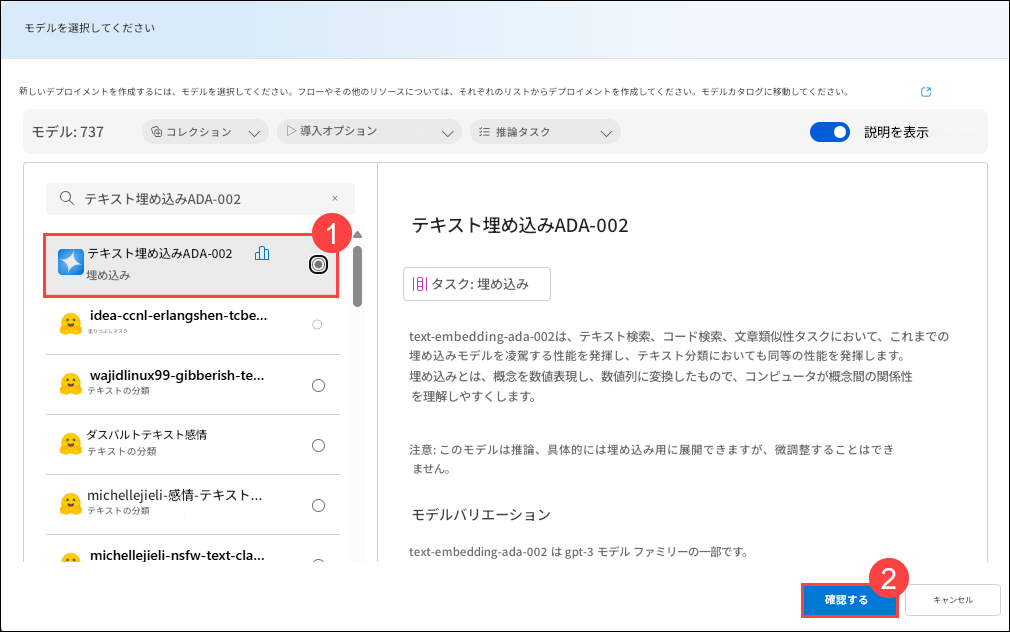 モデルを選択してください
新しいデプロイメントを作成するには、モデルを選択してください。フローやその他のリソースについては、それぞれのリストからデプロイメントを作成してください。モデルカタログに移動してください。
モデル: 737
コレクション
導入オプション
推論タスク
説明を表示
テキスト埋め込みADA-002
×
1
テキスト埋め込みADA-002
埋め込み
idea-ccnl-erlangshen-tcbe...
塗りつぶしマスク
wajidlinux99-gibberish-te...
テキストの分類
ダスバルトテキスト感情
テキストの分類
michellejieli-感情-テキスト...
テキストの分類
michellejieli-nsfw-text-cla...
テキスト埋め込みADA-002
タスク: 埋め込み
text-embedding-ada-002は、テキスト検索、コード検索、文章類似性タスクにおいて、これまでの
埋め込みモデルを凌駕する性能を発揮し、テキスト分類においても同等の性能を発揮します。
埋め込みとは、概念を数値表現し、数値列に変換したもので、コンピュータが概念間の関係性
を理解しやすくします。
注意: このモデルは推論、具体的には埋め込み用に展開できますが、微調整することはでき
ません。
モデルバリエーション
text-embedding-ada-002 は gpt-3 モデル ファミリーの一部です。
2
確認する
キャンセル